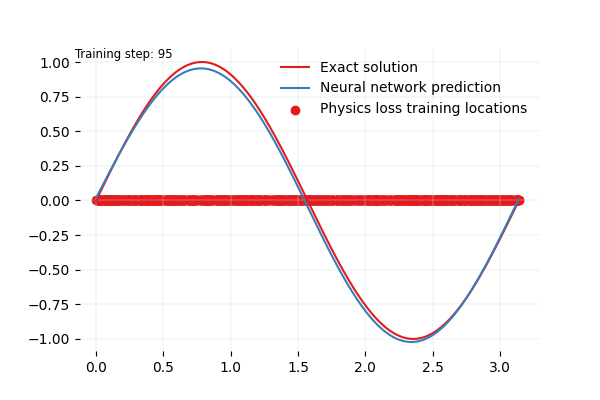 Training step: 95
Exact solution
Neural network prediction
Physics loss training locations
1.00
0.75
0.50
0.25
0.00
−0.25
−0.50
−0.75
−1.00
0.0 0.5 1.0 1.5 2.0 2.5 3.0